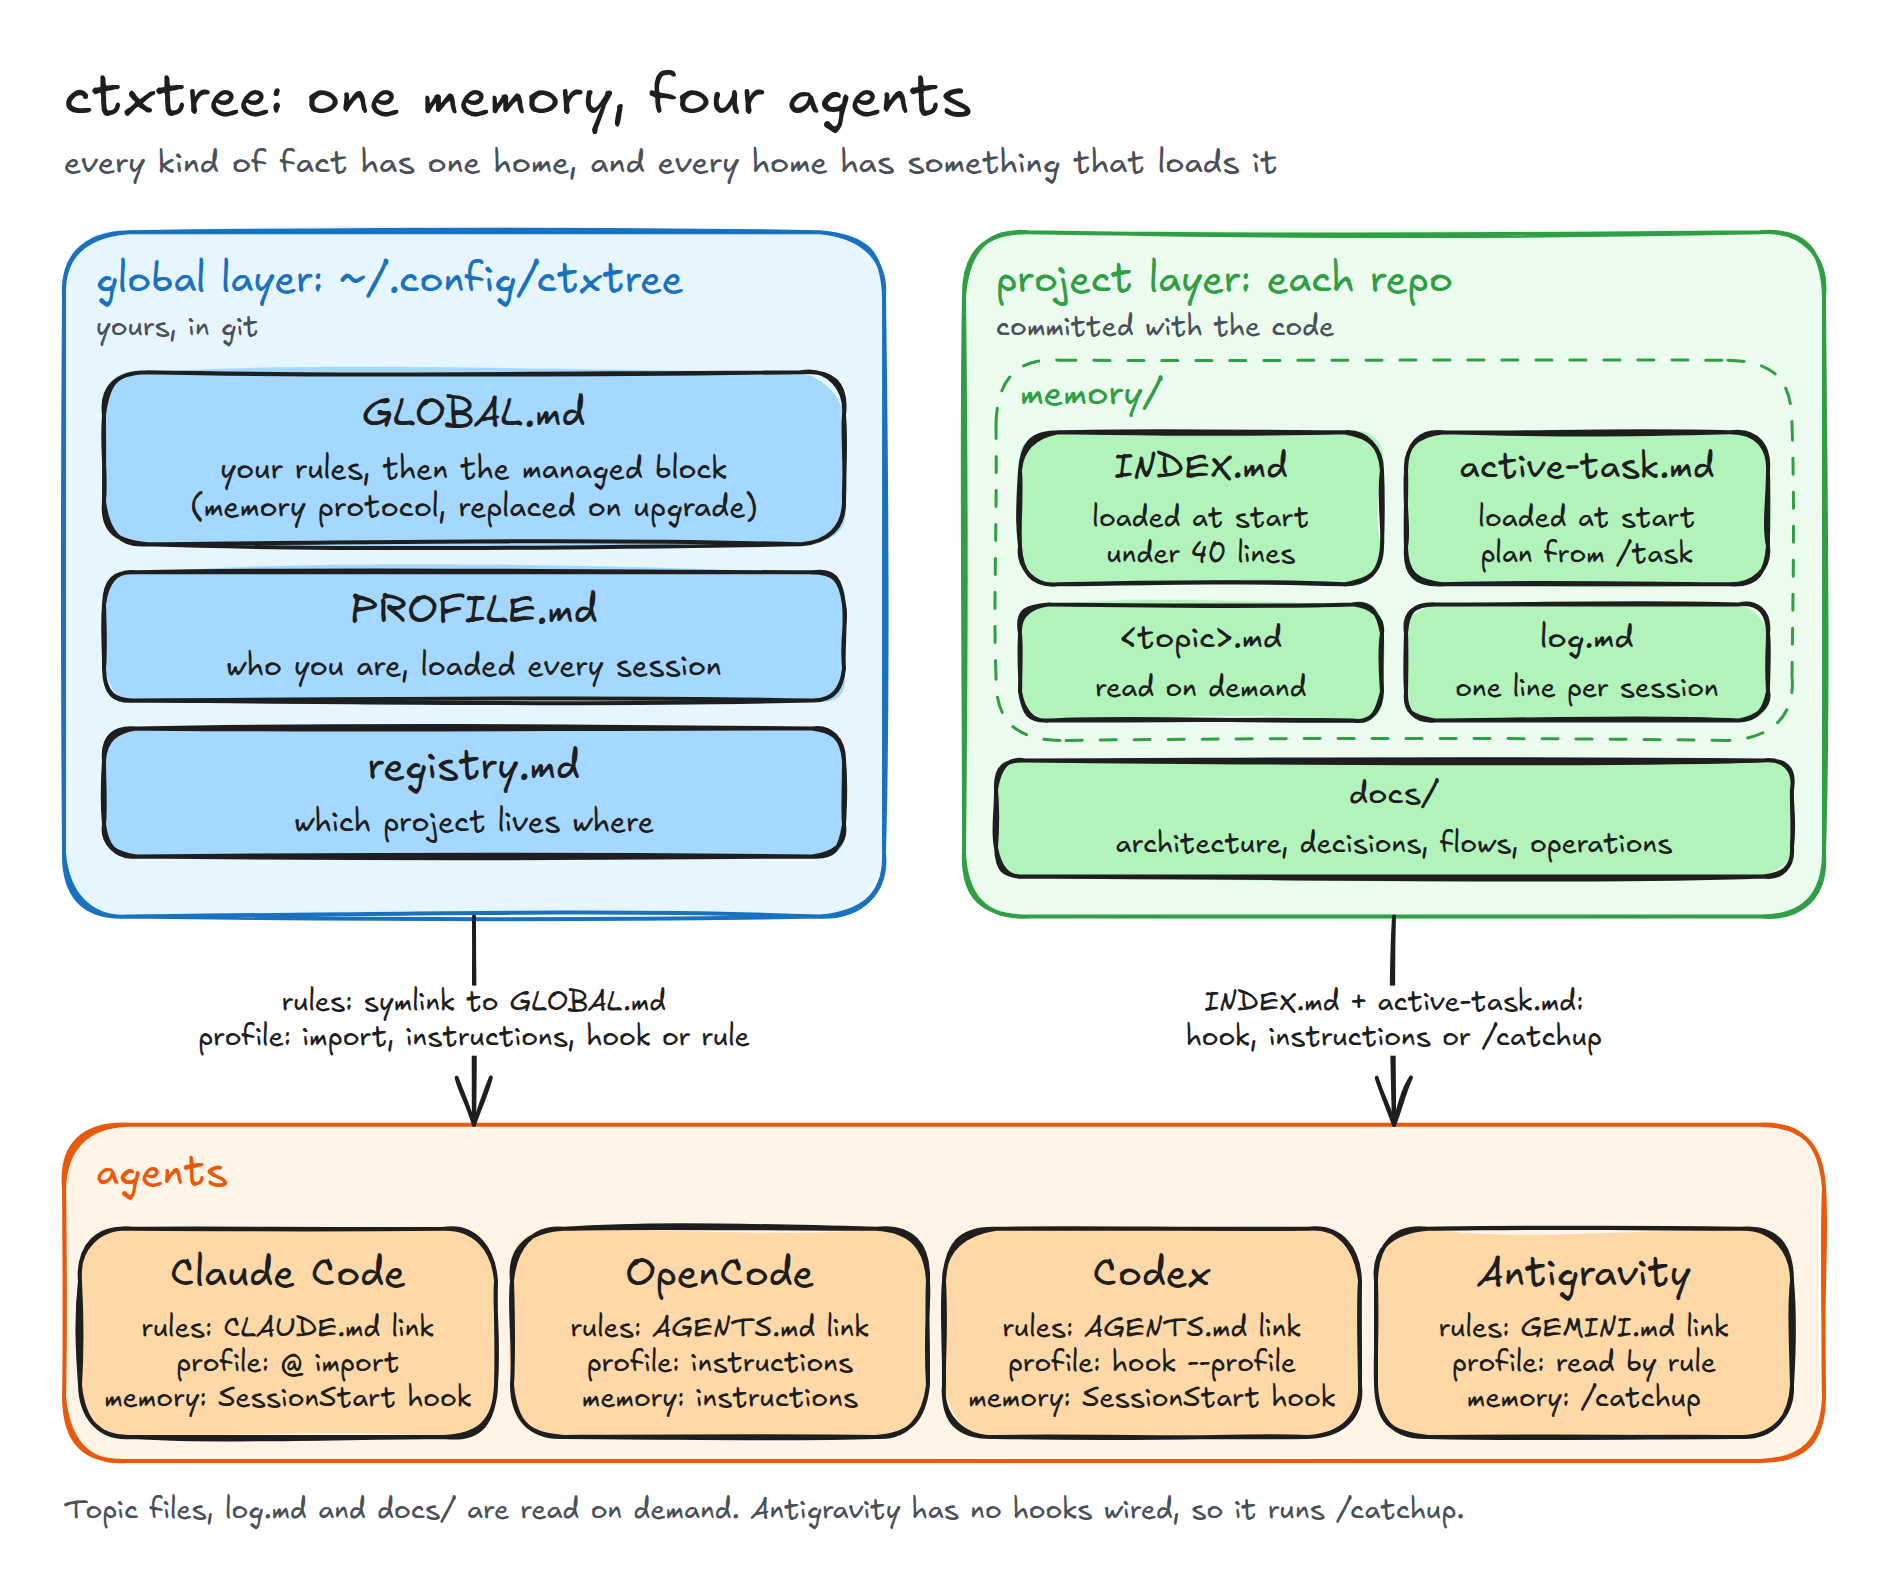 ctxtree: one memory, four agents
every kind of fact has one home, and every home has something that loads it
global layer: ~/.config/ctxtree
yours, in git
GLOBAL.md
your rules, then the managed block
(memory protocol, replaced on upgrade)
PROFILE.md
who you are, loaded every session
registry.md
which project lives where
project layer: each repo
committed with the code
memory/
INDEX.md
loaded at start
under 40 lines
active-task.md
loaded at start
plan from /task
<topic>.md
read on demand
log.md
one line per session
docs/
architecture, decisions, flows, operations
rules: symlink to GLOBAL.md
profile: import, instructions, hook or rule
INDEX.md + active-task.md:
hook, instructions or /catchup
agents
Claude Code
rules: CLAUDE.md link
profile: @ import
memory: SessionStart hook
OpenCode
rules: AGENTS.md link
profile: instructions
memory: instructions
Codex
rules: AGENTS.md link
profile: hook --profile
memory: SessionStart hook
Antigravity
rules: GEMINI.md link
profile: read by rule
memory: /catchup
Topic files, log.md and docs/ are read on demand. Antigravity has no hooks wired, so it runs /catchup.